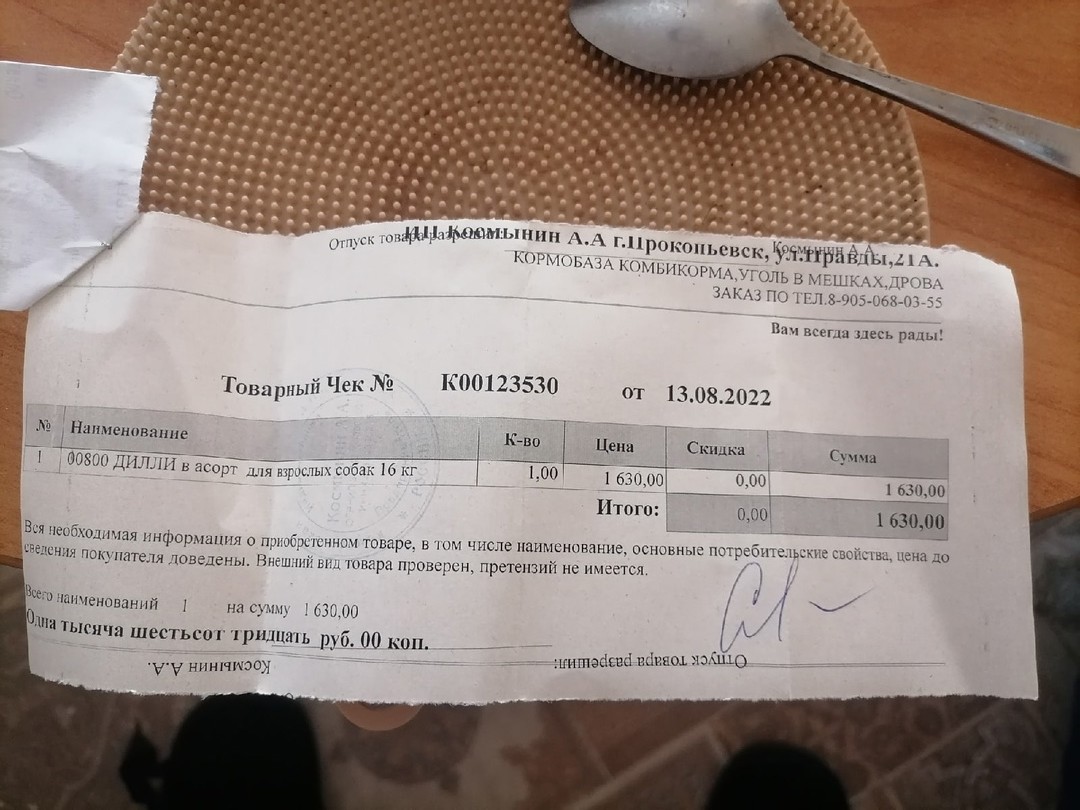 Отпуск товара разрешил:
Космынин А.А
ИП Космынин А.А г.Прокопьевск, ул.Правды,21А.
КОРМОБАЗА КОМБИКОРМА,УГОЛЬ В МЕШКАХ,ДРОВА
ЗАКАЗ ПО ТЕЛ.8-905-068-03-55
Вам всегда здесь рады!
Товарный Чек № К00123530 от 13.08.2022
№ Наименование К-во Цена Скидка Сумма
1 00800 ДИЛЛИ в асорт для взрослых собак 16 кг 1,00 1 630,00 0,00 1 630,00
Итого: 0,00 1 630,00
Вся необходимая информация о приобретенном товаре, в том числе наименование, основные потребительские свойства, цена до
сведения покупателя доведены. Внешний вид товара проверен, претензий не имеется.
Всего наименований 1 на сумму 1 630,00
Одна тысяча шестьсот тридцать руб. 00 коп.
Отпуск товара разрешил: Космынин А.А.